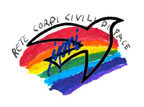 RETE CORPI CIVILI DI PACE